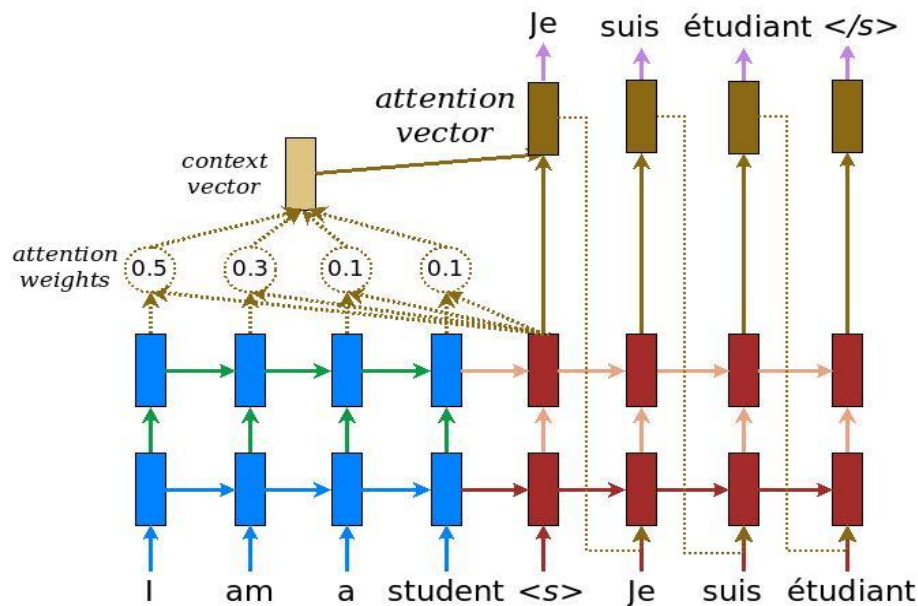 Je suis étudiant </s>
attention
vector
context
vector
attention
weights
0.5 0.3 0.1 0.1
I am a student <s> Je suis étudiant